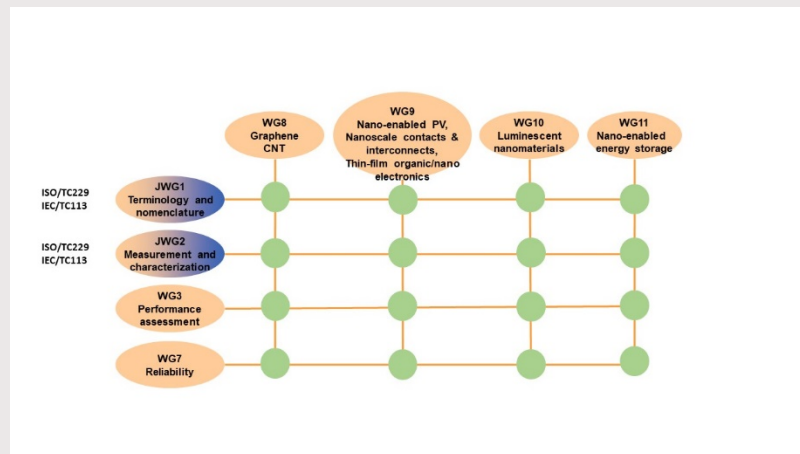 WG8
Graphene
CNT
WG9
Nano-enabled PV,
Nanoscale contacts &
interconnects,
Thin-film organic/nano
electronics
WG10
Luminescent
nanomaterials
WG11
Nano-enabled
energy storage
ISO/TC229
IEC/TC113
JWG1
Terminology and
nomenclature
ISO/TC229
IEC/TC113
JWG2
Measurement and
characterization
WG3
Performance
assessment
WG7
Reliability